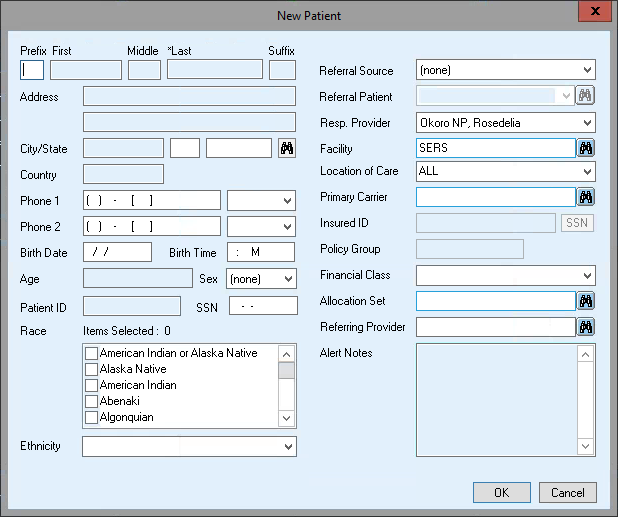 New Patient
x
Prefix First Middle *Last Suffix
Address
City/State
Country
Phone 1 ( ) - [ ]
Phone 2 ( ) - [ ]
Birth Date / / Birth Time : M
Age Sex (none)
Patient ID SSN - -
Race Items Selected : 0
American Indian or Alaska Native
Alaska Native
American Indian
Abenaki
Algonquian
Ethnicity
Referral Source (none)
Referral Patient
Resp. Provider Okoro NP, Rosedelia
Facility SERS
Location of Care ALL
Primary Carrier
Insured ID SSN
Policy Group
Financial Class
Allocation Set
Referring Provider
Alert Notes
OK Cancel